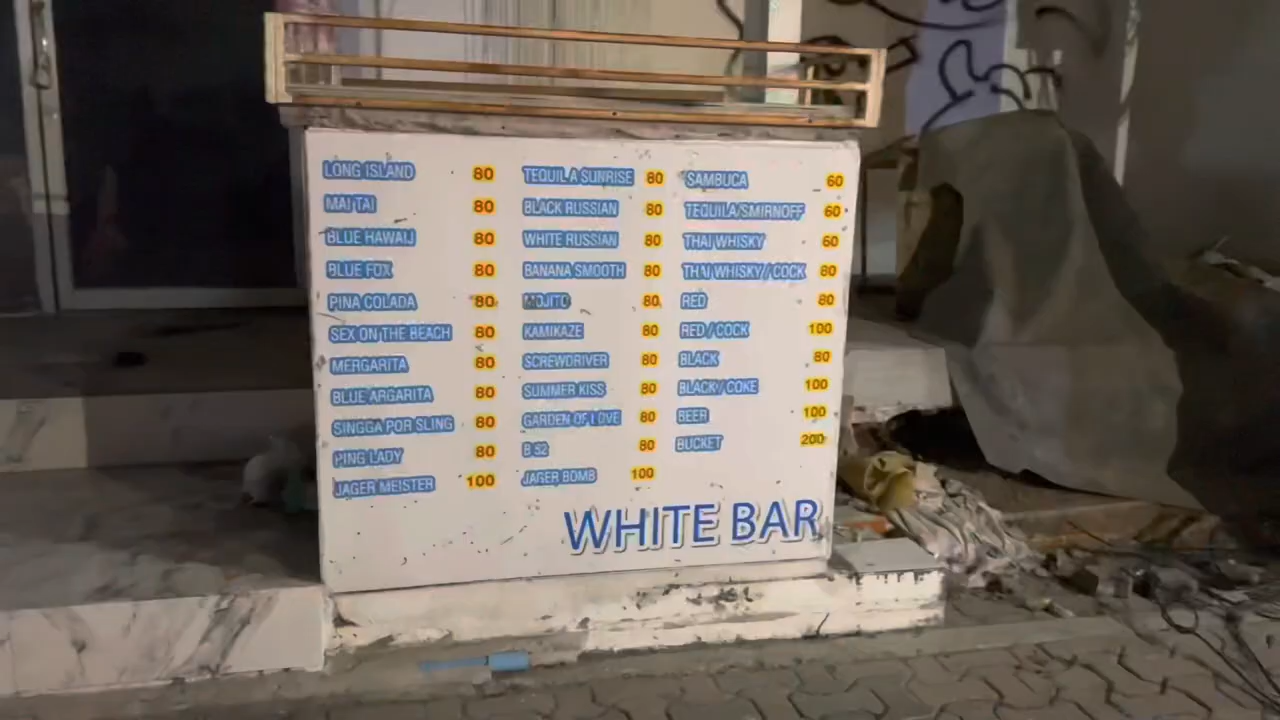 LONG ISLAND 80
MAI TAI 80
BLUE HAWAIJ 80
BLUE FOX 80
PINA COLADA 80
SEX ON THE BEACH 80
MERGARITA 80
BLUE ARGARITA 80
SINGGA POR SLING 80
PING LADY 80
JAGER MEISTER 100
TEQUILA SUNRISE 80
BLACK RUSSIAN 80
WHITE RUSSIAN 80
BANANA SMOOTH 80
MOJITO 80
KAMIKAZE 80
SCREWDRIVER 80
SUMMER KISS 80
GARDEN OF LOVE 80
B 52 80
JAGER BOMB 100
SAMBUCA 60
TEQUILA/SMIRNOFF 60
THAI WHISKY 60
THAI WHISKY / COCK 80
RED 80
RED / COCK 100
BLACK 80
BLACK / COKE 100
BEER 100
BUCKET 200
WHITE BAR